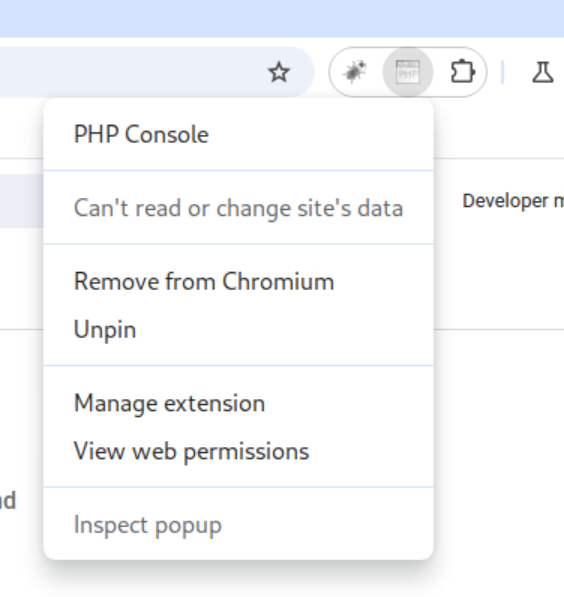 PHP
PHP Console
Can't read or change site's data
Developer m
Remove from Chromium
Unpin
Manage extension
View web permissions
nd
Inspect popup